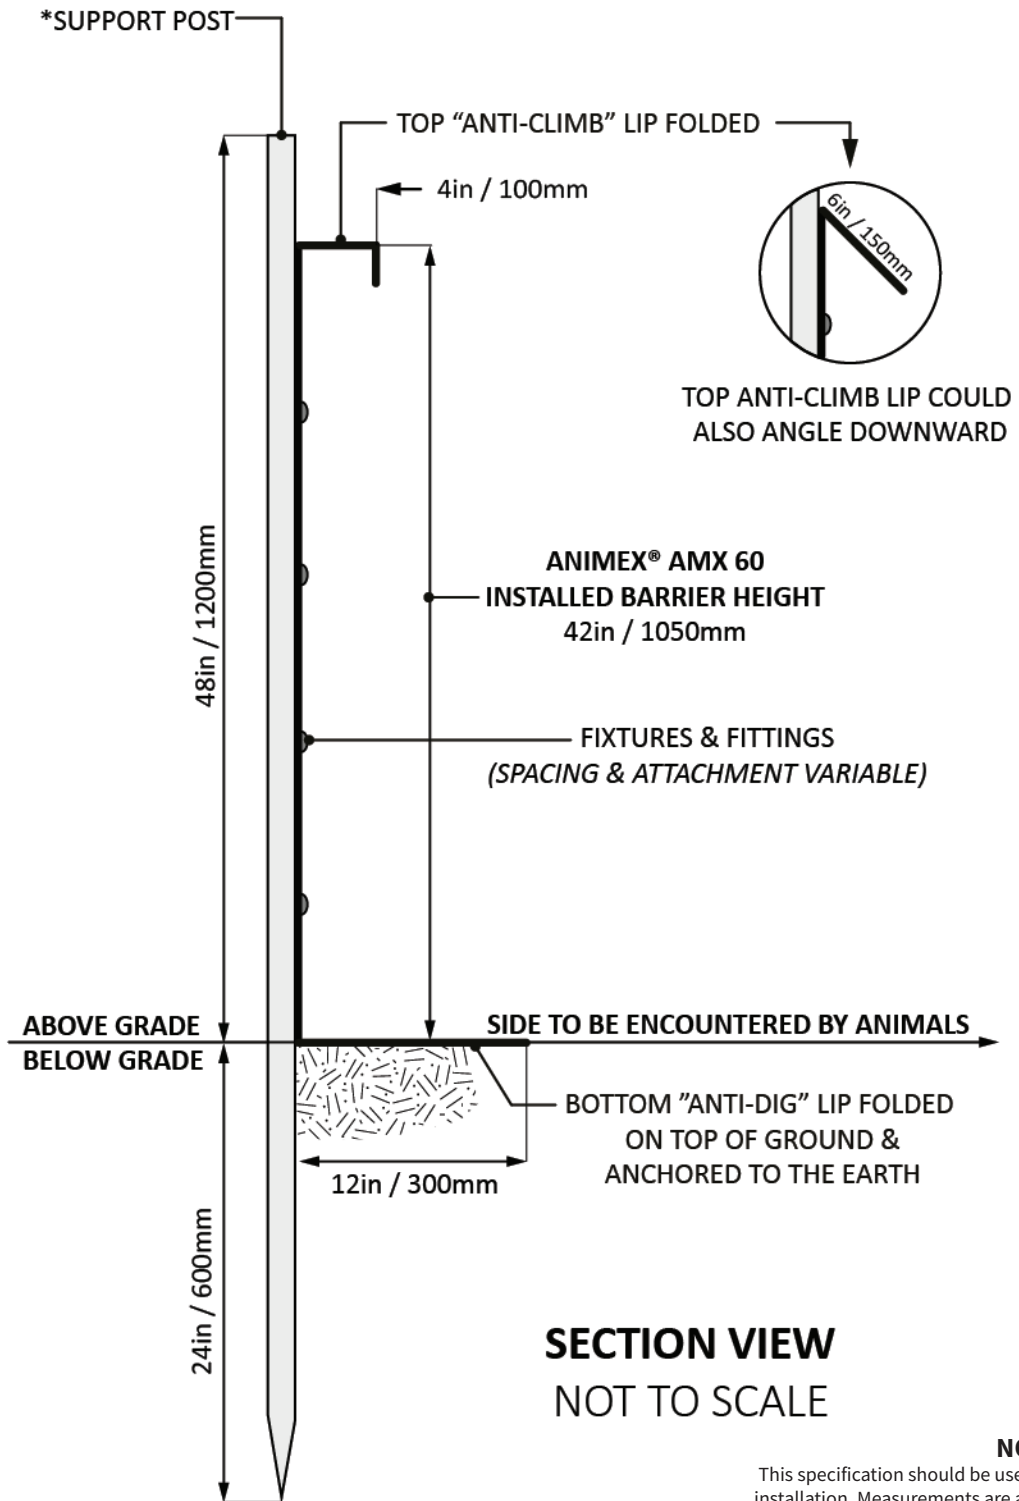 *SUPPORT POST
TOP “ANTI-CLIMB” LIP FOLDED
4in / 100mm
6in / 150mm
TOP ANTI-CLIMB LIP COULD
ALSO ANGLE DOWNWARD
48in / 1200mm
ANIMEX® AMX 60
INSTALLED BARRIER HEIGHT
42in / 1050mm
FIXTURES & FITTINGS
(SPACING & ATTACHMENT VARIABLE)
ABOVE GRADE
SIDE TO BE ENCOUNTERED BY ANIMALS
BELOW GRADE
BOTTOM ”ANTI-DIG” LIP FOLDED
ON TOP OF GROUND &
ANCHORED TO THE EARTH
12in / 300mm
24in / 600mm
SECTION VIEW
NOT TO SCALE
This specification should be
installation. Measurements are